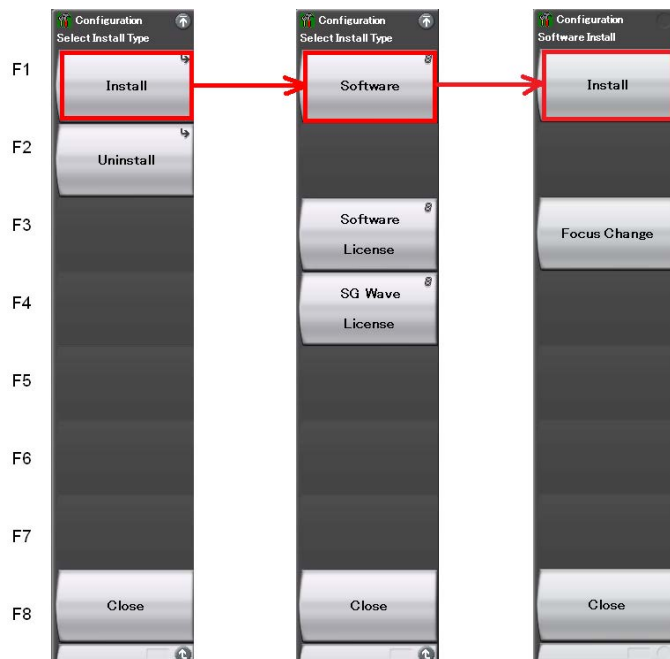 Configuration
Select Install Type
Configuration
Select Install Type
Configuration
Software Install
F1
Install
Software
Install
F2
Uninstall
F3
Software
License
Focus Change
F4
SG Wave
License
F5
F6
F7
F8
Close
Close
Close